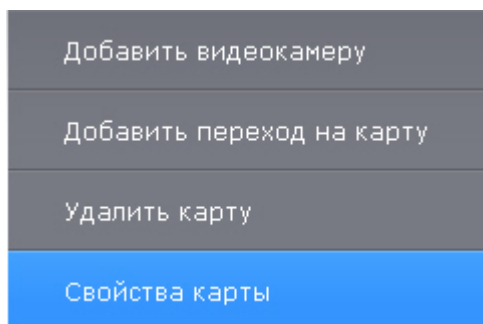 Добавить видеокамеру
Добавить переход на карту
Удалить карту
Свойства карты